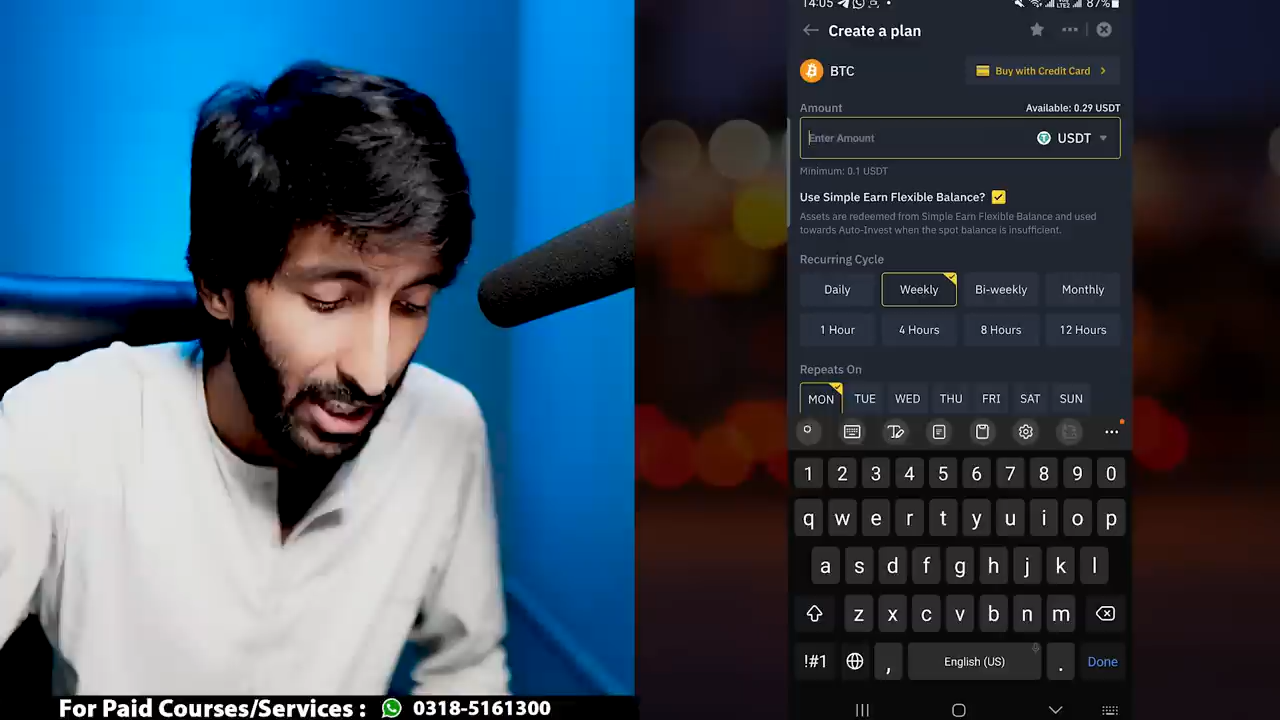 14:05
87%
Create a plan
BTC
Buy with Credit Card
Amount
Available: 0.29 USDT
Enter Amount
USDT
Minimum: 0.1 USDT
Use Simple Earn Flexible Balance?
Assets are redeemed from Simple Earn Flexible Balance and used
towards Auto-Invest when the spot balance is insufficient.
Recurring Cycle
Daily Weekly Bi-weekly Monthly
1 Hour 4 Hours 8 Hours 12 Hours
Repeats On
MON TUE WED THU FRI SAT SUN
1 2 3 4 5 6 7 8 9 0
q w e r t y u i o p
a s d f g h j k l
z x c v b n m
!#1 , English (US) . Done
For Paid Courses/Services : 0318-5161300